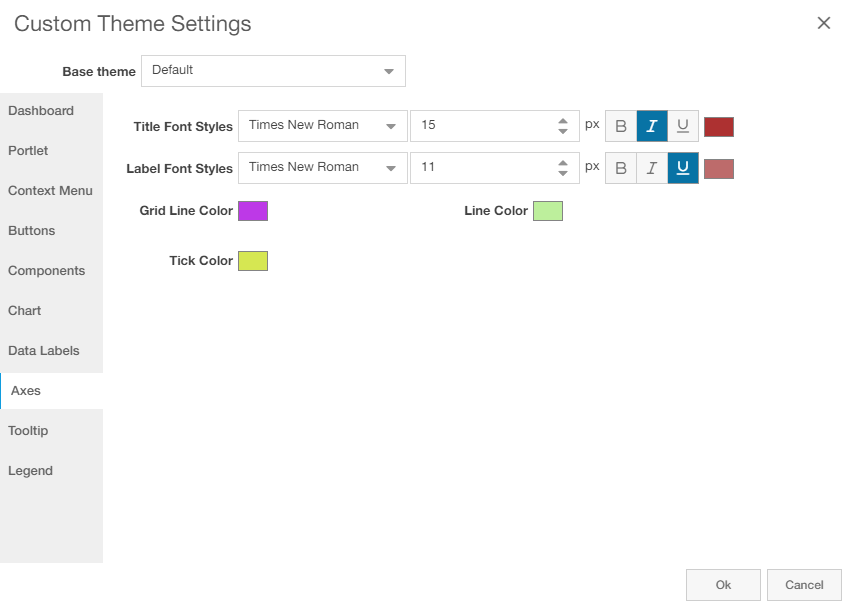 Custom Theme Settings
Base theme Default
Dashboard
Portlet
Context Menu
Buttons
Components
Chart
Data Labels
Axes
Tooltip
Legend
Title Font Styles Times New Roman 15 px B I U
Label Font Styles Times New Roman 11 px B I U
Grid Line Color Line Color
Tick Color
Ok Cancel